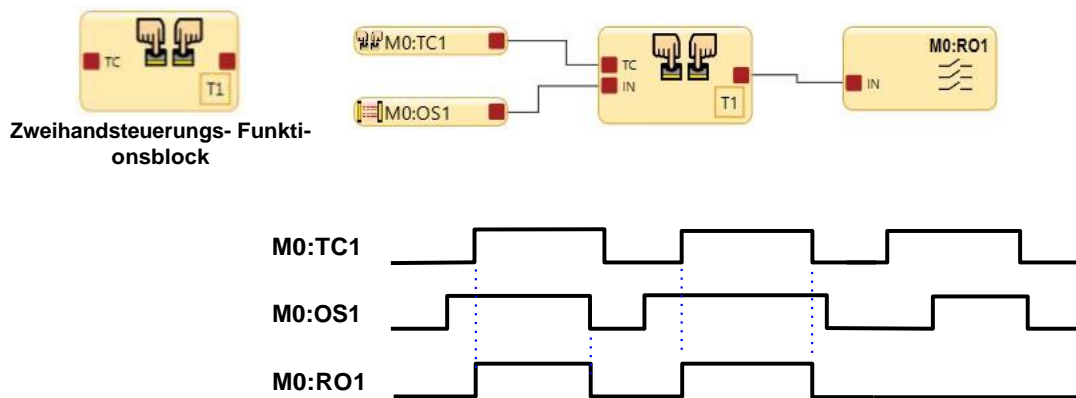 TC
T1
Zweihandsteuerungs- Funkti-
onsblock
M0:TC1
M0:OS1
TC
IN
T1
M0:RO1
IN
M0:TC1
M0:OS1
M0:RO1